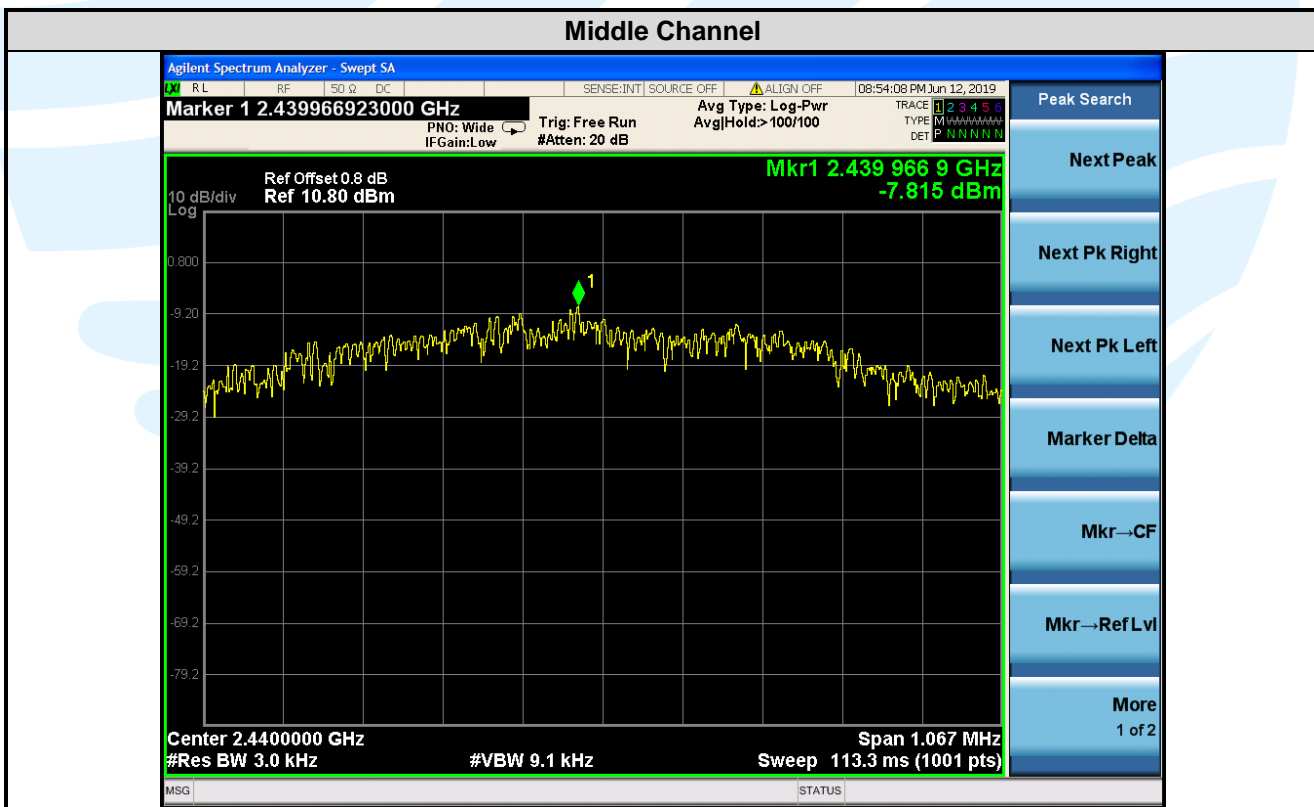 Middle Channel
Agilent Spectrum Analyzer - Swept SA
LXI RL RF 50 Ω DC SENSE:INT SOURCE OFF ALIGN OFF 08:54:08 PM Jun 12, 2019
Marker 1 2.439966923000 GHz
PNO: Wide
IFGain:Low
Trig: Free Run
#Atten: 20 dB
Avg Type: Log-Pwr
Avg|Hold:>100/100
TRACE 1 2 3 4 5 6
TYPE M WWWWW
DET P N N N N N
Peak Search
Mkr1 2.439 966 9 GHz
-7.815 dBm
Ref Offset 0.8 dB
10 dB/div Ref 10.80 dBm
Log
1
0.800
-9.20
-19.2
-29.2
-39.2
-49.2
-59.2
-69.2
-79.2
Center 2.4400000 GHz Span 1.067 MHz
#Res BW 3.0 kHz #VBW 9.1 kHz Sweep 113.3 ms (1001 pts)
Next Peak
Next Pk Right
Next Pk Left
Marker Delta
Mkr→CF
Mkr→Ref Lvl
More
1 of 2
MSG STATUS